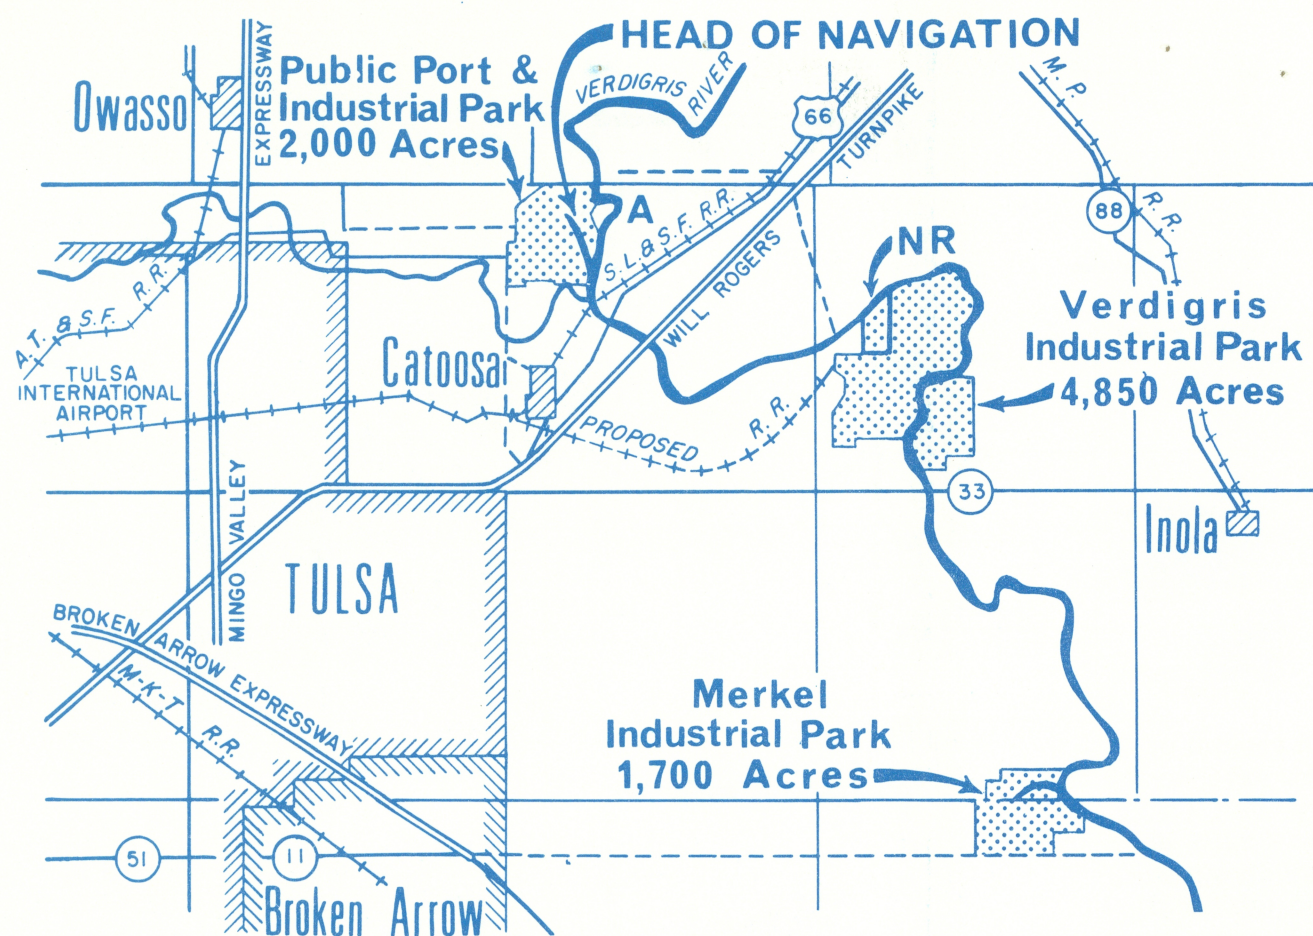 HEAD OF NAVIGATION
Public Port &
Industrial Park
2,000 Acres
Owasso
EXPRESSWAY
VERDIGRIS RIVER
66
TURNPIKE
M. P.
R. R.
88
A
S.L.& S.F. R.R.
NR
WILL ROGERS
Verdigris
Industrial Park
4,850 Acres
A.T. & S.F. R.R.
TULSA
INTERNATIONAL
AIRPORT
Catoosa
PROPOSED R. R.
33
Inola
MINGO VALLEY
TULSA
BROKEN ARROW EXPRESSWAY
M-K-T R.R.
Merkel
Industrial Park
1,700 Acres
51
11
Broken Arrow